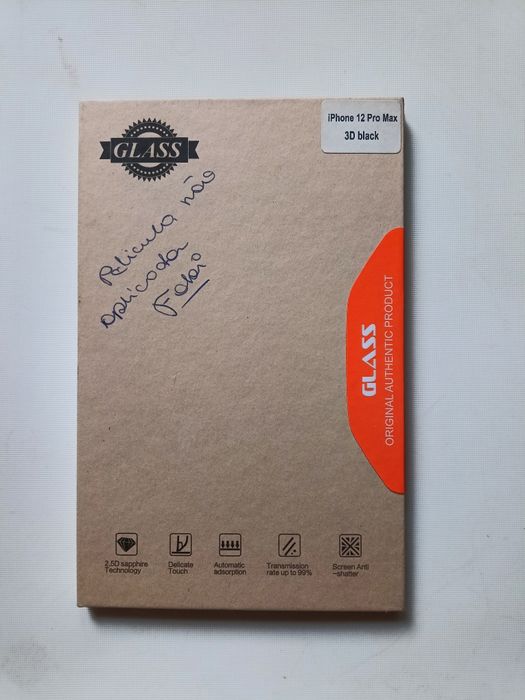 iPhone 12 Pro Max
3D black
GLASS
Pelicula não
aplicada
GLASS
ORIGINAL AUTHENTIC PRODUCT
2.5D sapphire
Technology
Delicate
Touch
Automatic
adsorption
Transmission
rate up to 99%
Screen Anti
-shatter